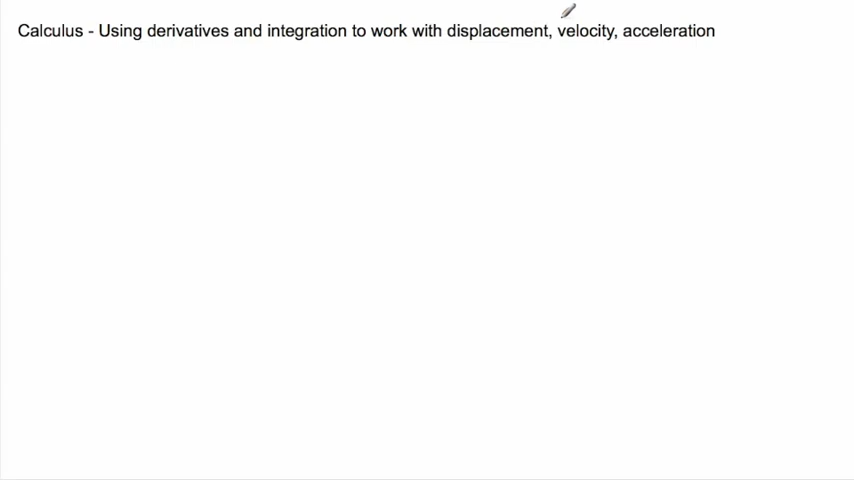 Calculus - Using derivatives and integration to work with displacement, velocity, acceleration